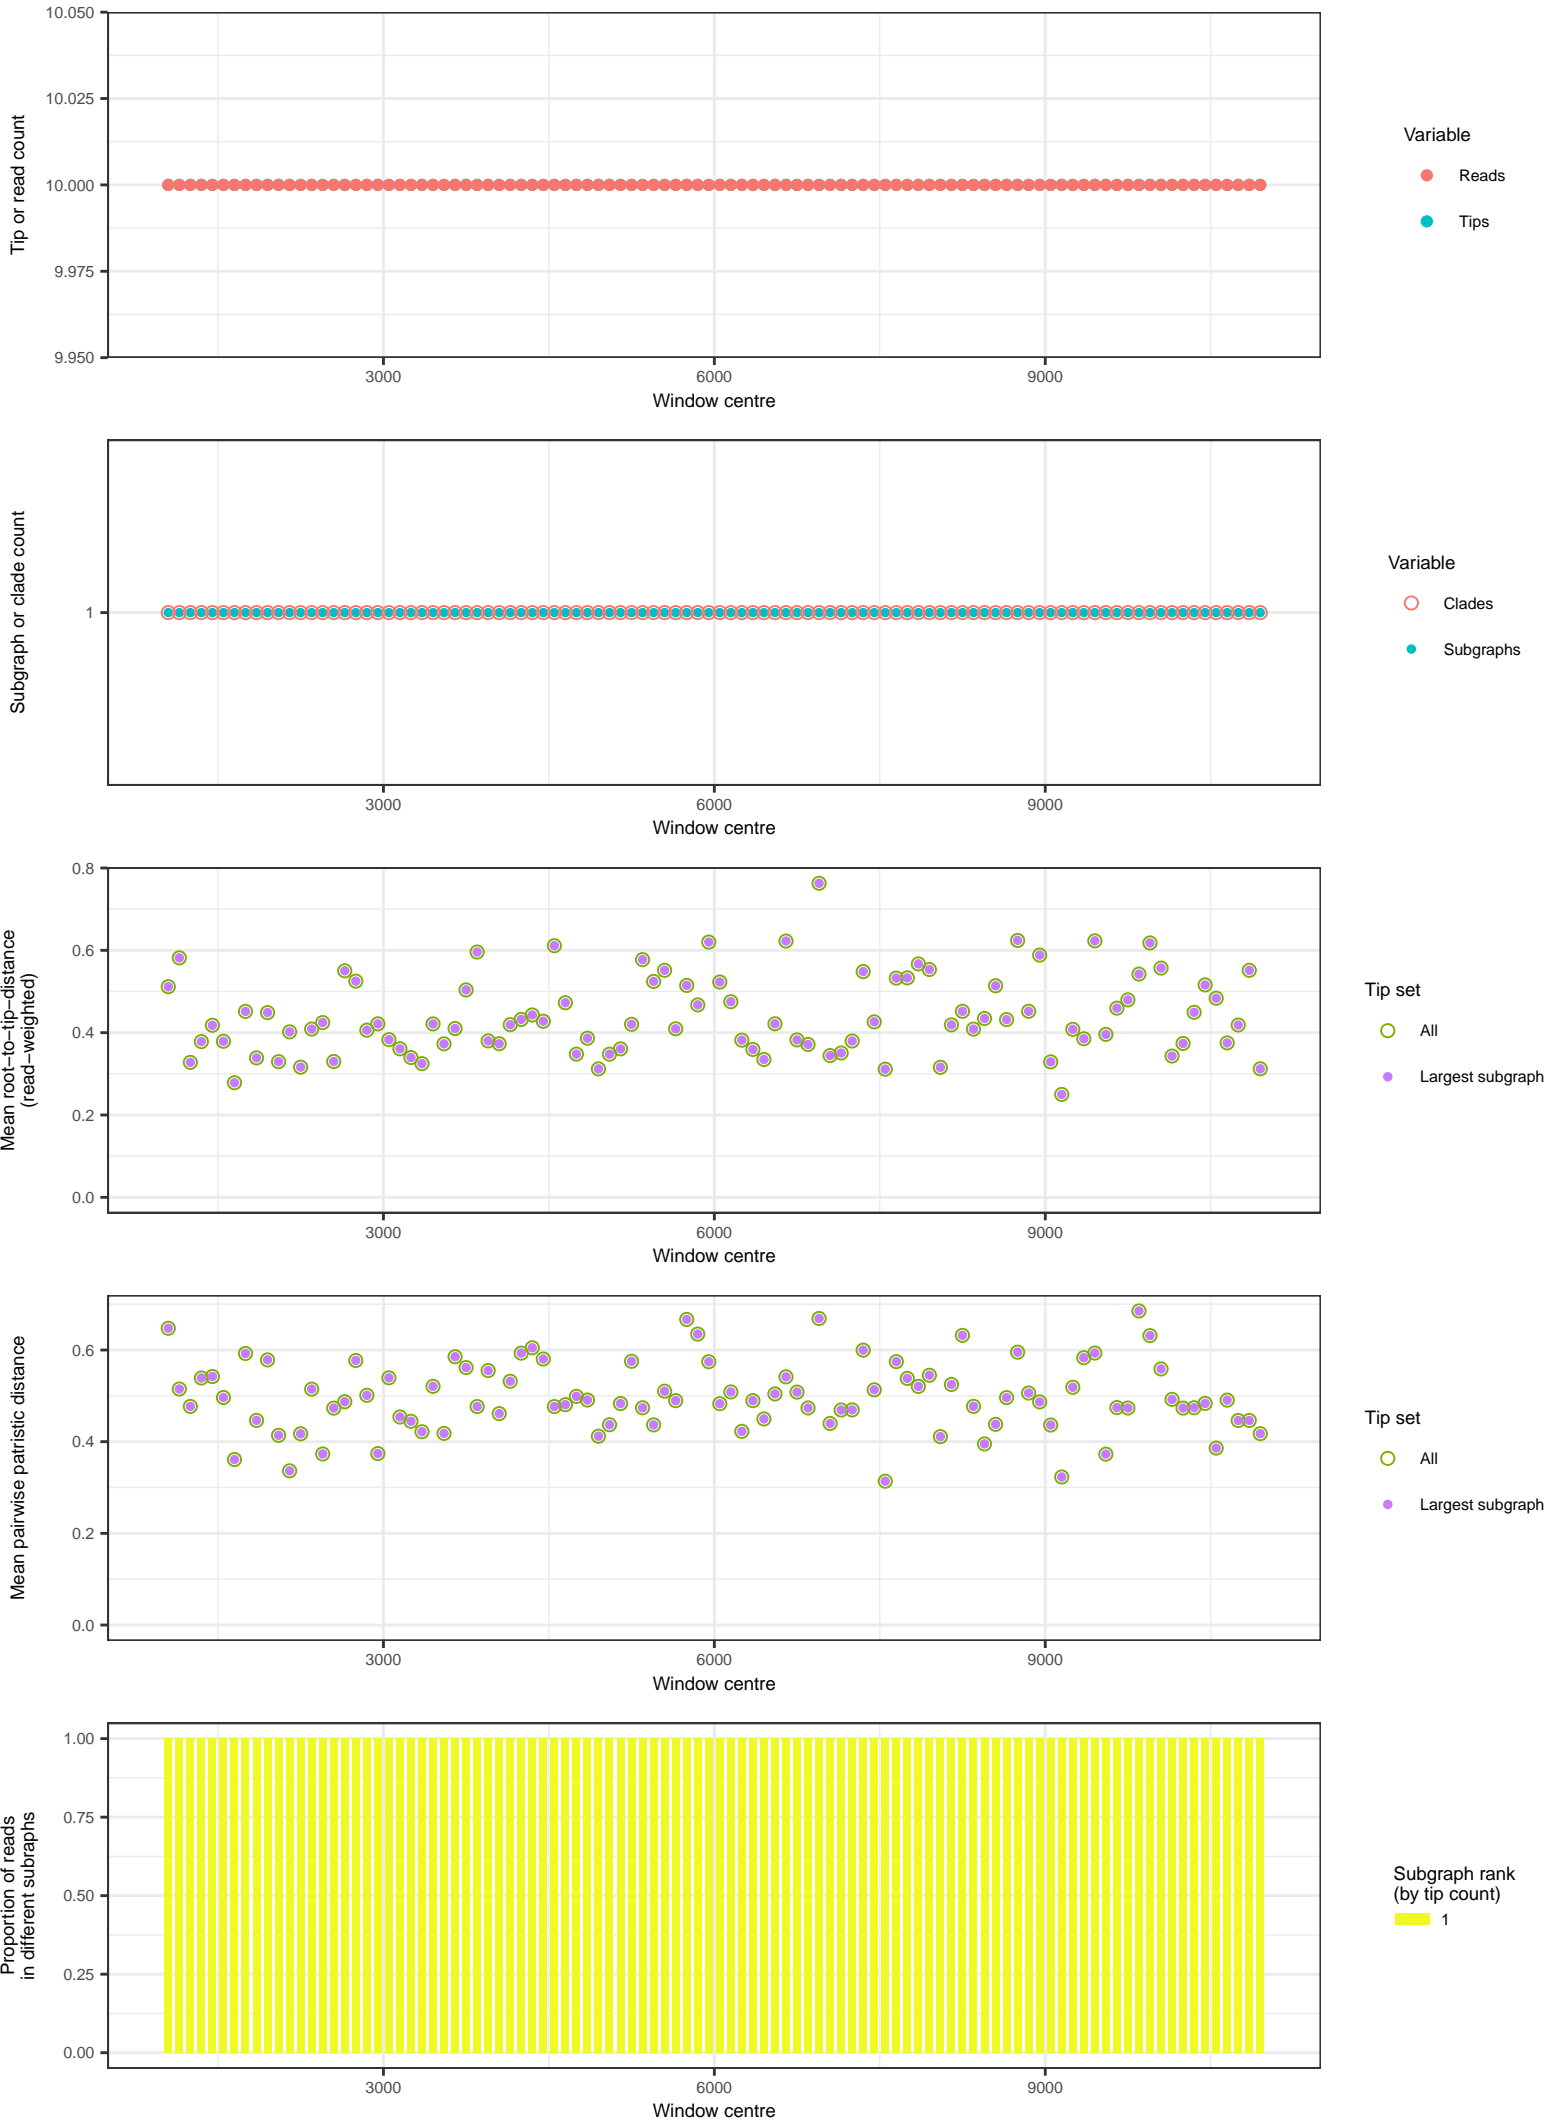 10.050
10.025
10.000
9.975
9.950
Tip or read count
3000 6000 9000
Window centre
Variable
Reads
Tips
1
Subgraph or clade count
3000 6000 9000
Window centre
Variable
Clades
Subgraphs
0.8
0.6
0.4
0.2
0.0
Mean root−to−tip−distance
(read−weighted)
3000 6000 9000
Window centre
Tip set
All
Largest subgraph
0.6
0.4
0.2
0.0
Mean pairwise patristic distance
3000 6000 9000
Window centre
Tip set
All
Largest subgraph
1.00
0.75
0.50
0.25
0.00
Proportion of reads
in different subraphs
3000 6000 9000
Window centre
Subgraph rank
(by tip count)
1